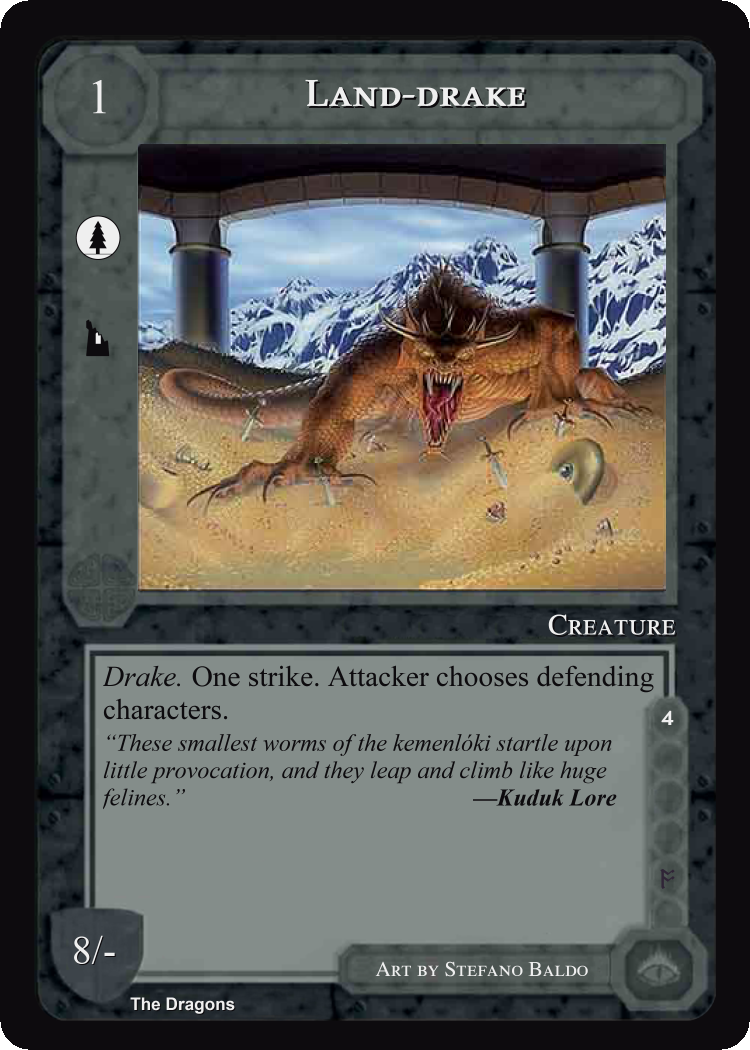 1
LAND-DRAKE
CREATURE
Drake. One strike. Attacker chooses defending
characters.
4
“These smallest worms of the kemenlóki startle upon
little provocation, and they leap and climb like huge
felines.” —Kuduk Lore
ᚩ
8/-
ART BY STEFANO BALDO
The Dragons